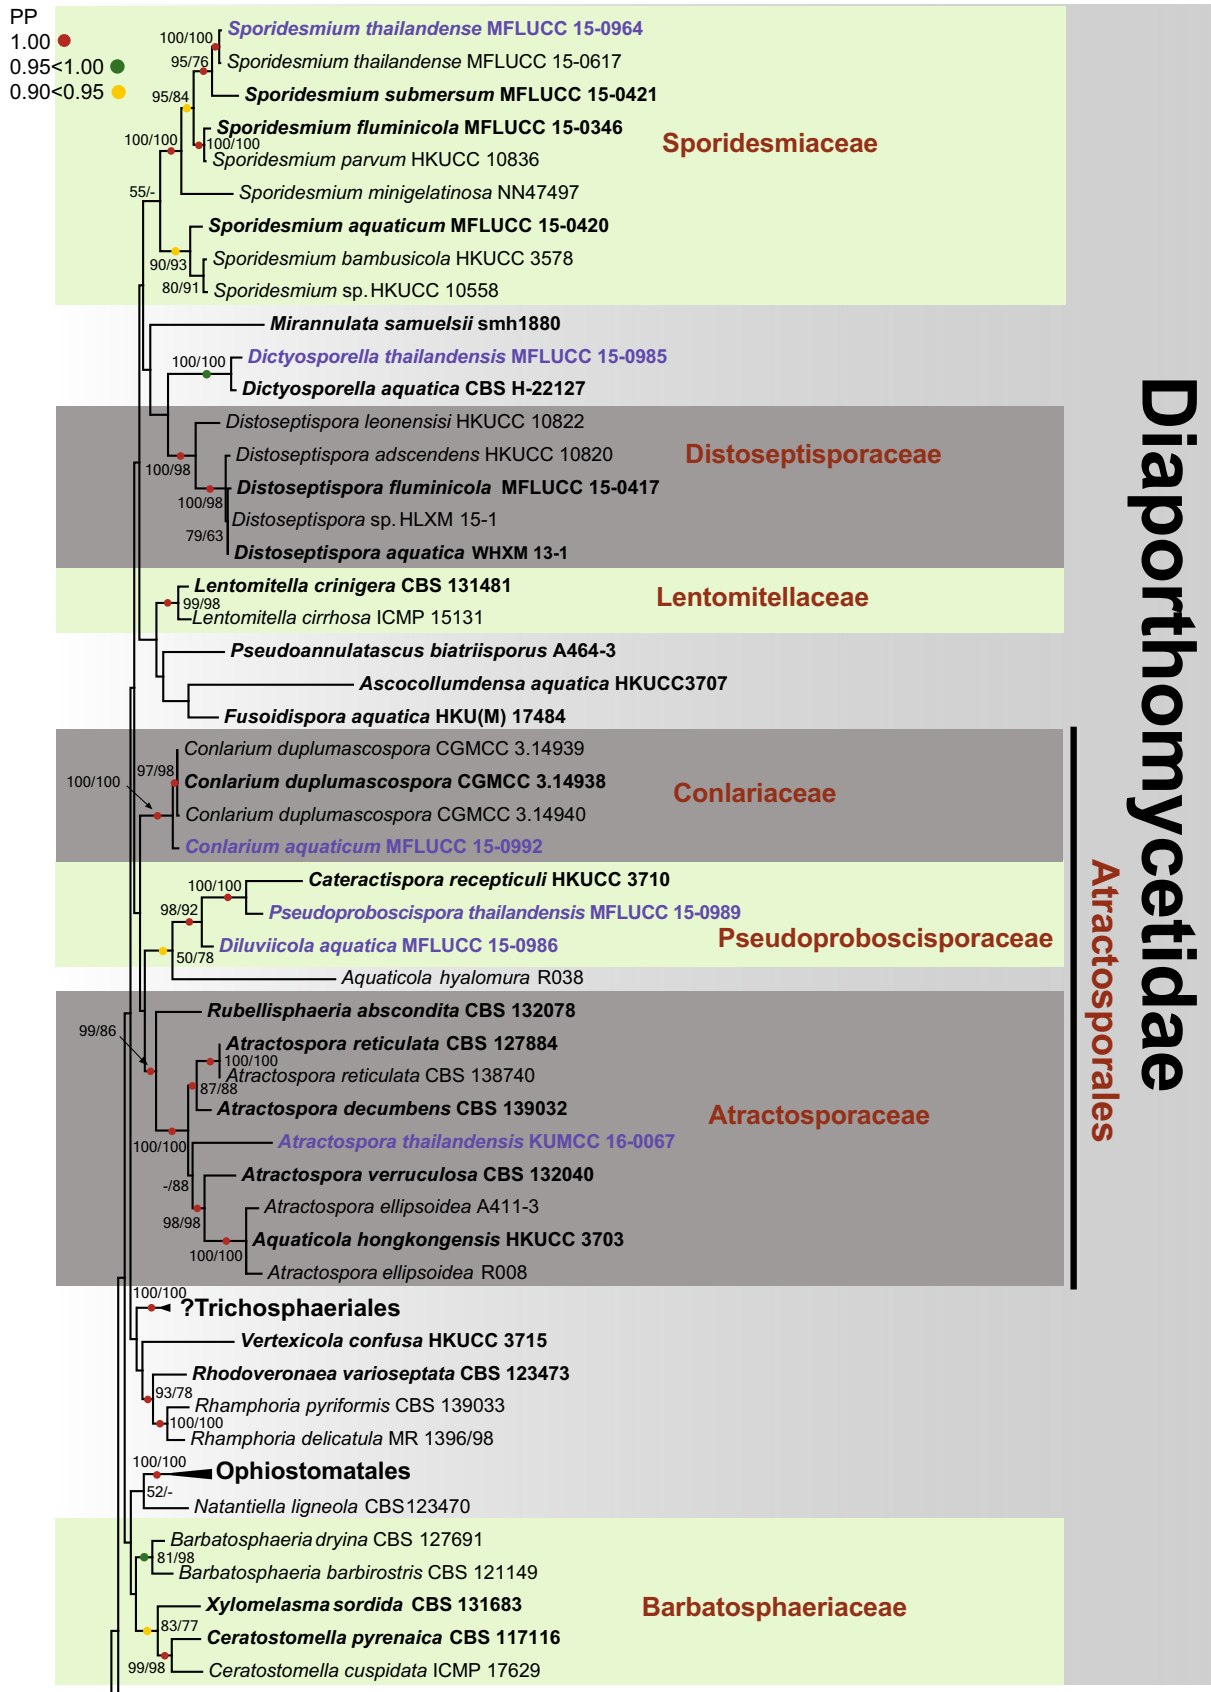 PP
1.00
0.95<1.00
0.90<0.95
100/100
Sporidesmium thailandense MFLUCC 15-0964
95/76
Sporidesmium thailandense MFLUCC 15-0617
95/84
Sporidesmium submersum MFLUCC 15-0421
Sporidesmium fluminicola MFLUCC 15-0346
100/100
100/100
Sporidesmiaceae
Sporidesmium parvum HKUCC 10836
55/-
Sporidesmium minigelatinosa NN47497
Sporidesmium aquaticum MFLUCC 15-0420
90/93
Sporidesmium bambusicola HKUCC 3578
80/91
Sporidesmium sp. HKUCC 10558
Mirannulata samuelsii smh1880
100/100
Dictyosporella thailandensis MFLUCC 15-0985
Dictyosporella aquatica CBS H-22127
Distoseptispora leonensisi HKUCC 10822
100/98
Distoseptispora adscendens HKUCC 10820
Distoseptisporaceae
Distoseptispora fluminicola MFLUCC 15-0417
100/98
Distoseptispora sp. HLXM 15-1
79/63
Distoseptispora aquatica WHXM 13-1
Lentomitella crinigera CBS 131481
99/98
Lentomitellaceae
Lentomitella cirrhosa ICMP 15131
Pseudoannulatascus biatriisporus A464-3
Ascocollumdensa aquatica HKUCC3707
Fusoidispora aquatica HKU(M) 17484
Conlarium duplumascospora CGMCC 3.14939
97/98
100/100
Conlarium duplumascospora CGMCC 3.14938
Conlariaceae
Conlarium duplumascospora CGMCC 3.14940
Conlarium aquaticum MFLUCC 15-0992
100/100
Cateractispora recepticuli HKUCC 3710
98/92
Pseudoproboscispora thailandensis MFLUCC 15-0989
Pseudoproboscisporaceae
Diluviicola aquatica MFLUCC 15-0986
50/78
Aquaticola hyalomura R038
Rubellisphaeria abscondita CBS 132078
99/86
Atractospora reticulata CBS 127884
100/100
Atractospora reticulata CBS 138740
87/88
Atractospora decumbens CBS 139032
Atractosporaceae
100/100
Atractospora thailandensis KUMCC 16-0067
Atractospora verruculosa CBS 132040
-/88
Atractospora ellipsoidea A411-3
98/98
Aquaticola hongkongensis HKUCC 3703
100/100
Atractospora ellipsoidea R008
100/100
?Trichosphaeriales
Vertexicola confusa HKUCC 3715
Rhodoveronaea varioseptata CBS 123473
93/78
Rhamphoria pyriformis CBS 139033
100/100
Rhamphoria delicatula MR 1396/98
100/100
Ophiostomatales
52/-
Natantiella ligneola CBS123470
Barbatosphaeria dryina CBS 127691
81/98
Barbatosphaeria barbirostris CBS 121149
Xylomelasma sordida CBS 131683
Barbatosphaeriaceae
83/77
Ceratostomella pyrenaica CBS 117116
99/98
Ceratostomella cuspidata ICMP 17629
Atractosporales
Diaporthomycetidae